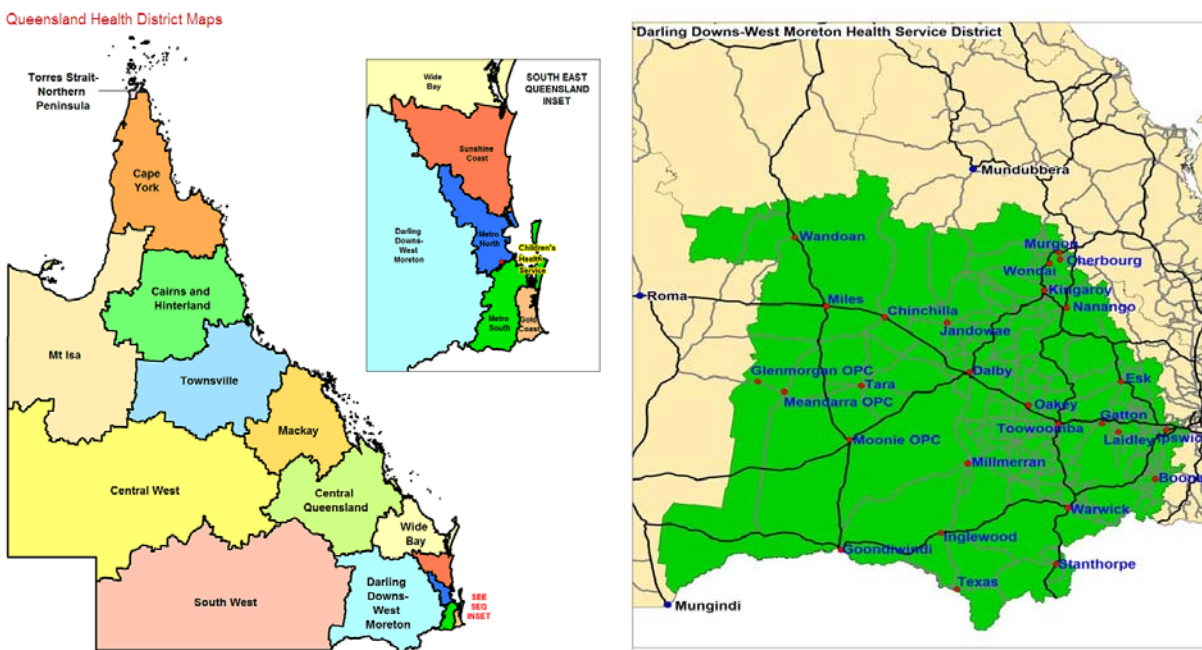 Queensland Health District Maps
Torres Strait-
Northern
Peninsula
Cape
York
Cairns and
Hinterland
Mt Isa
Townsville
Mackay
Central West
Central
Queensland
Wide
Bay
South West
Darling
Downs-
West
Moreton
SEE
SEQ
INSET
Wide
Bay
SOUTH EAST
QUEENSLAND
INSET
Sunshine
Coast
Darling
Downs-
West
Moreton
Metro
North
Children's
Health
Service
Metro
South
Gold
Coast
Darling Downs-West Moreton Health Service District
Mundubbera
Wandoan
Murgon
Cherbourg
Wondai
Kingaroy
Roma
Miles
Nanango
Chinchilla
Jandowae
Glenmorgan OPC
Tara
Dalby
Esk
Meandarra OPC
Oakey
Gatton
Toowoomba
Laidley
Ipswic
Moonie OPC
Millmerran
Boon
Warwick
Inglewood
Goondiwindi
Stanthorpe
Texas
Mungindi